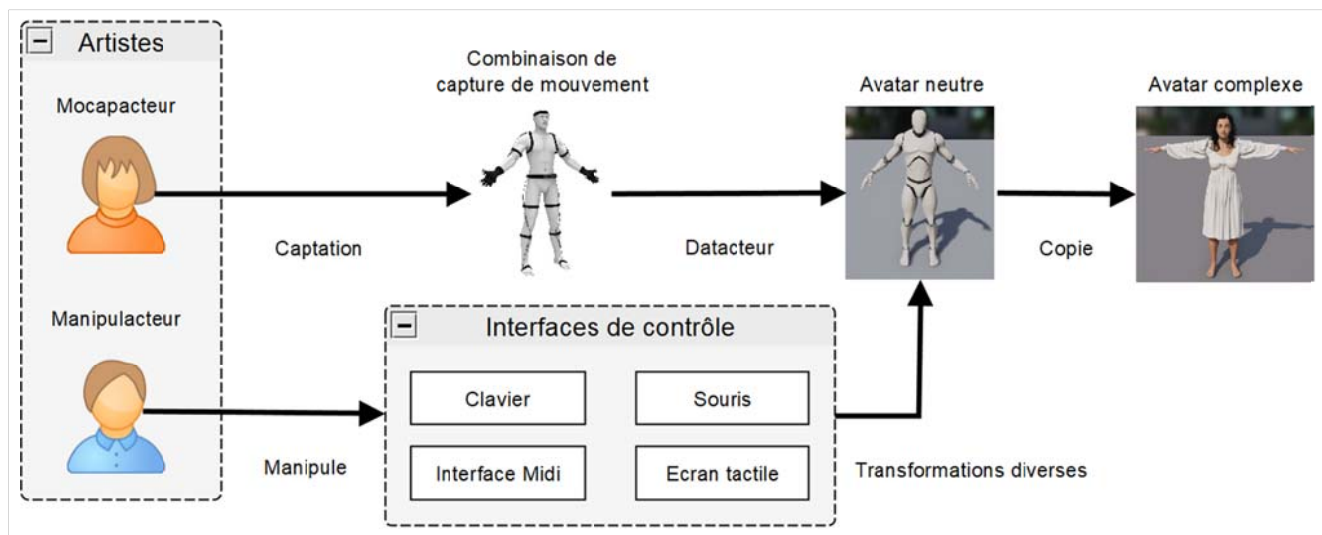 Artistes
Mocapacteur
Captation
Combinaison de
capture de mouvement
Datacteur
Avatar neutre
Copie
Avatar complexe
Manipulacteur
Manipule
Interfaces de contrôle
Clavier
Souris
Interface Midi
Ecran tactile
Transformations diverses